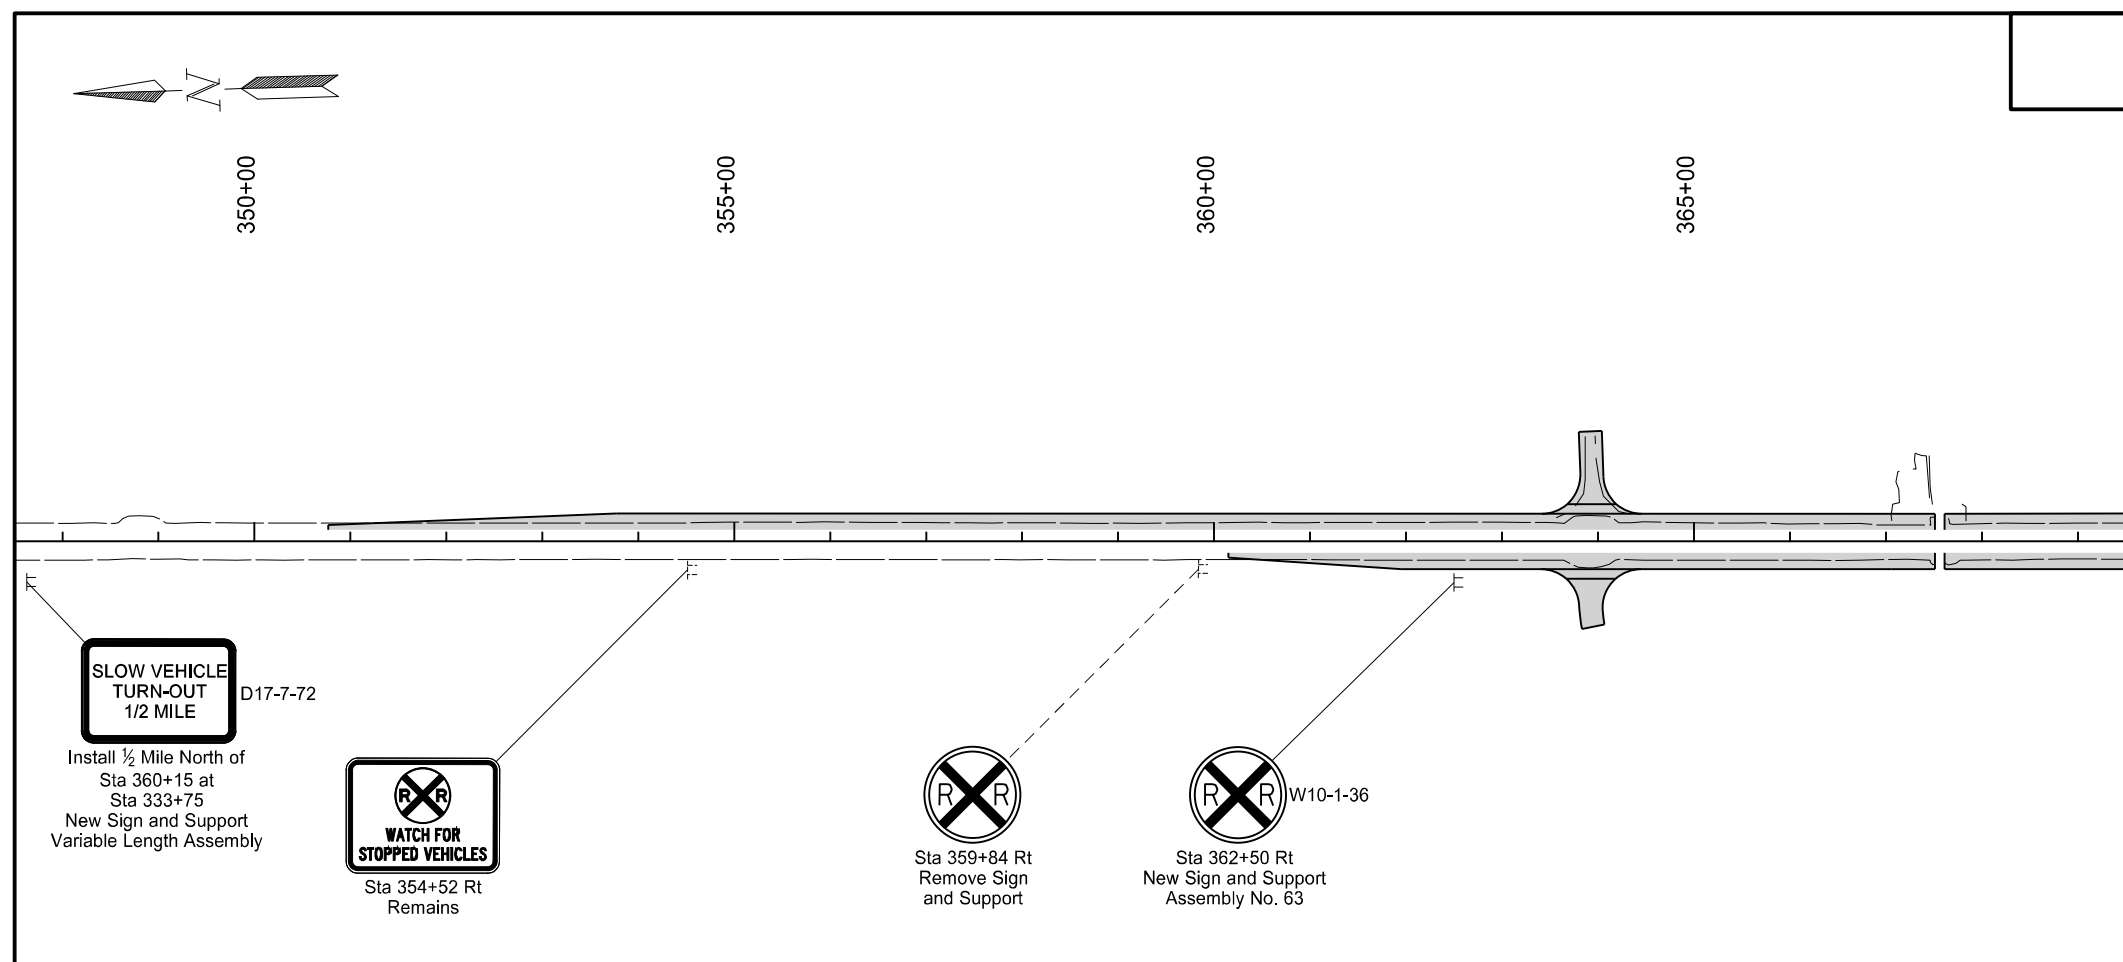 N
350+00
355+00
360+00
365+00
SLOW VEHICLE
TURN-OUT
1/2 MILE
D17-7-72
Install ½ Mile North of
Sta 360+15 at
Sta 333+75
New Sign and Support
Variable Length Assembly
R R
WATCH FOR
STOPPED VEHICLES
Sta 354+52 Rt
Remains
R R
Sta 359+84 Rt
Remove Sign
and Support
R R
W10-1-36
Sta 362+50 Rt
New Sign and Support
Assembly No. 63